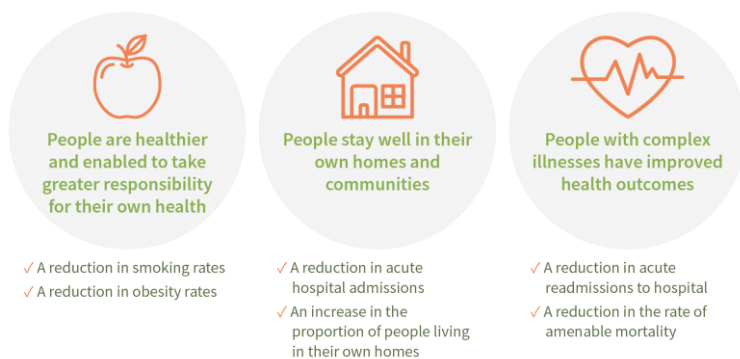 People are healthier
and enabled to take
greater responsibility
for their own health
✓ A reduction in smoking rates
✓ A reduction in obesity rates
People stay well in their
own homes and
communities
✓ A reduction in acute
hospital admissions
✓ An increase in the
proportion of people living
in their own homes
People with complex
illnesses have improved
health outcomes
✓ A reduction in acute
readmissions to hospital
✓ A reduction in the rate of
amenable mortality